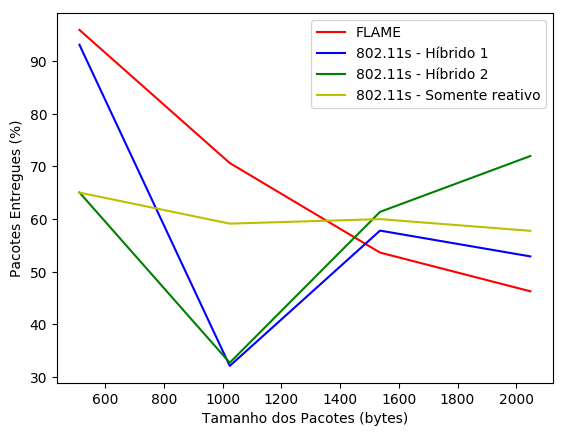 FLAME
802.11s - Híbrido 1
802.11s - Híbrido 2
802.11s - Somente reativo
Pacotes Entregues (%)
90
80
70
60
50
40
30
600 800 1000 1200 1400 1600 1800 2000
Tamanho dos Pacotes (bytes)